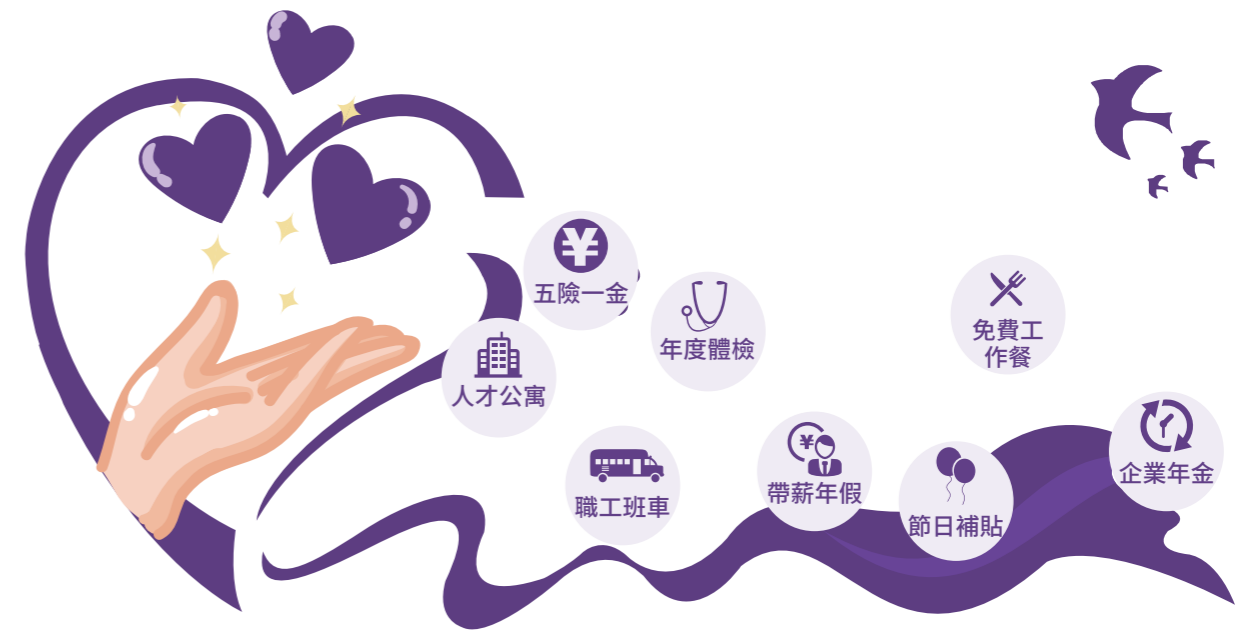 五險一金
年度體檢
免費工
作餐
人才公寓
職工班車
帶薪年假
節日補貼
企業年金